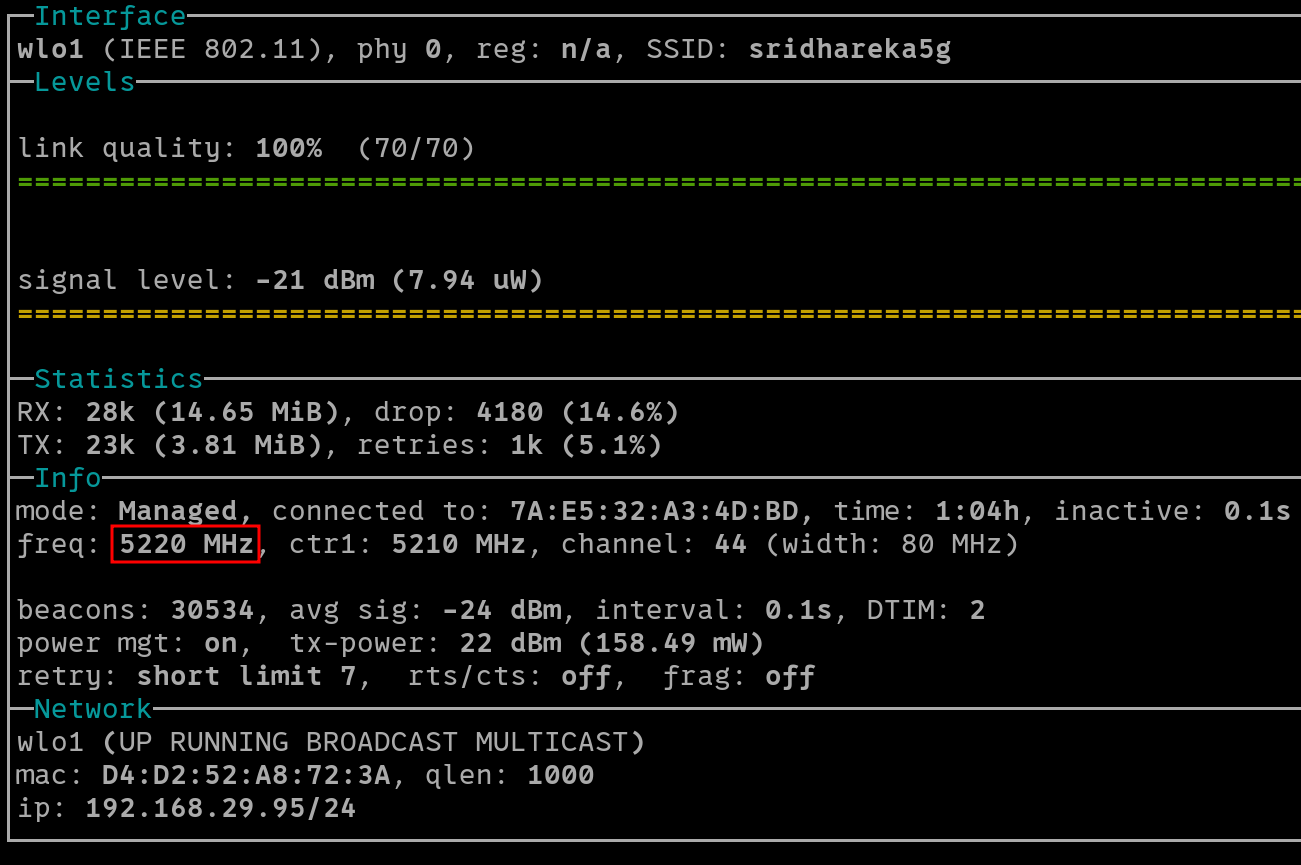 Interface
wlo1 (IEEE 802.11), phy 0, reg: n/a, SSID: sridhareka5g
Levels
link quality: 100%  (70/70)
signal level: -21 dBm (7.94 uW)
Statistics
RX: 28k (14.65 MiB), drop: 4180 (14.6%)
TX: 23k (3.81 MiB), retries: 1k (5.1%)
Info
mode: Managed, connected to: 7A:E5:32:A3:4D:BD, time: 1:04h, inactive: 0.1s
freq: 5220 MHz, ctr1: 5210 MHz, channel: 44 (width: 80 MHz)
beacons: 30534, avg sig: -24 dBm, interval: 0.1s, DTIM: 2
power mgt: on,  tx-power: 22 dBm (158.49 mW)
retry: short limit 7,  rts/cts: off,  frag: off
Network
wlo1 (UP RUNNING BROADCAST MULTICAST)
mac: D4:D2:52:A8:72:3A, qlen: 1000
ip: 192.168.29.95/24